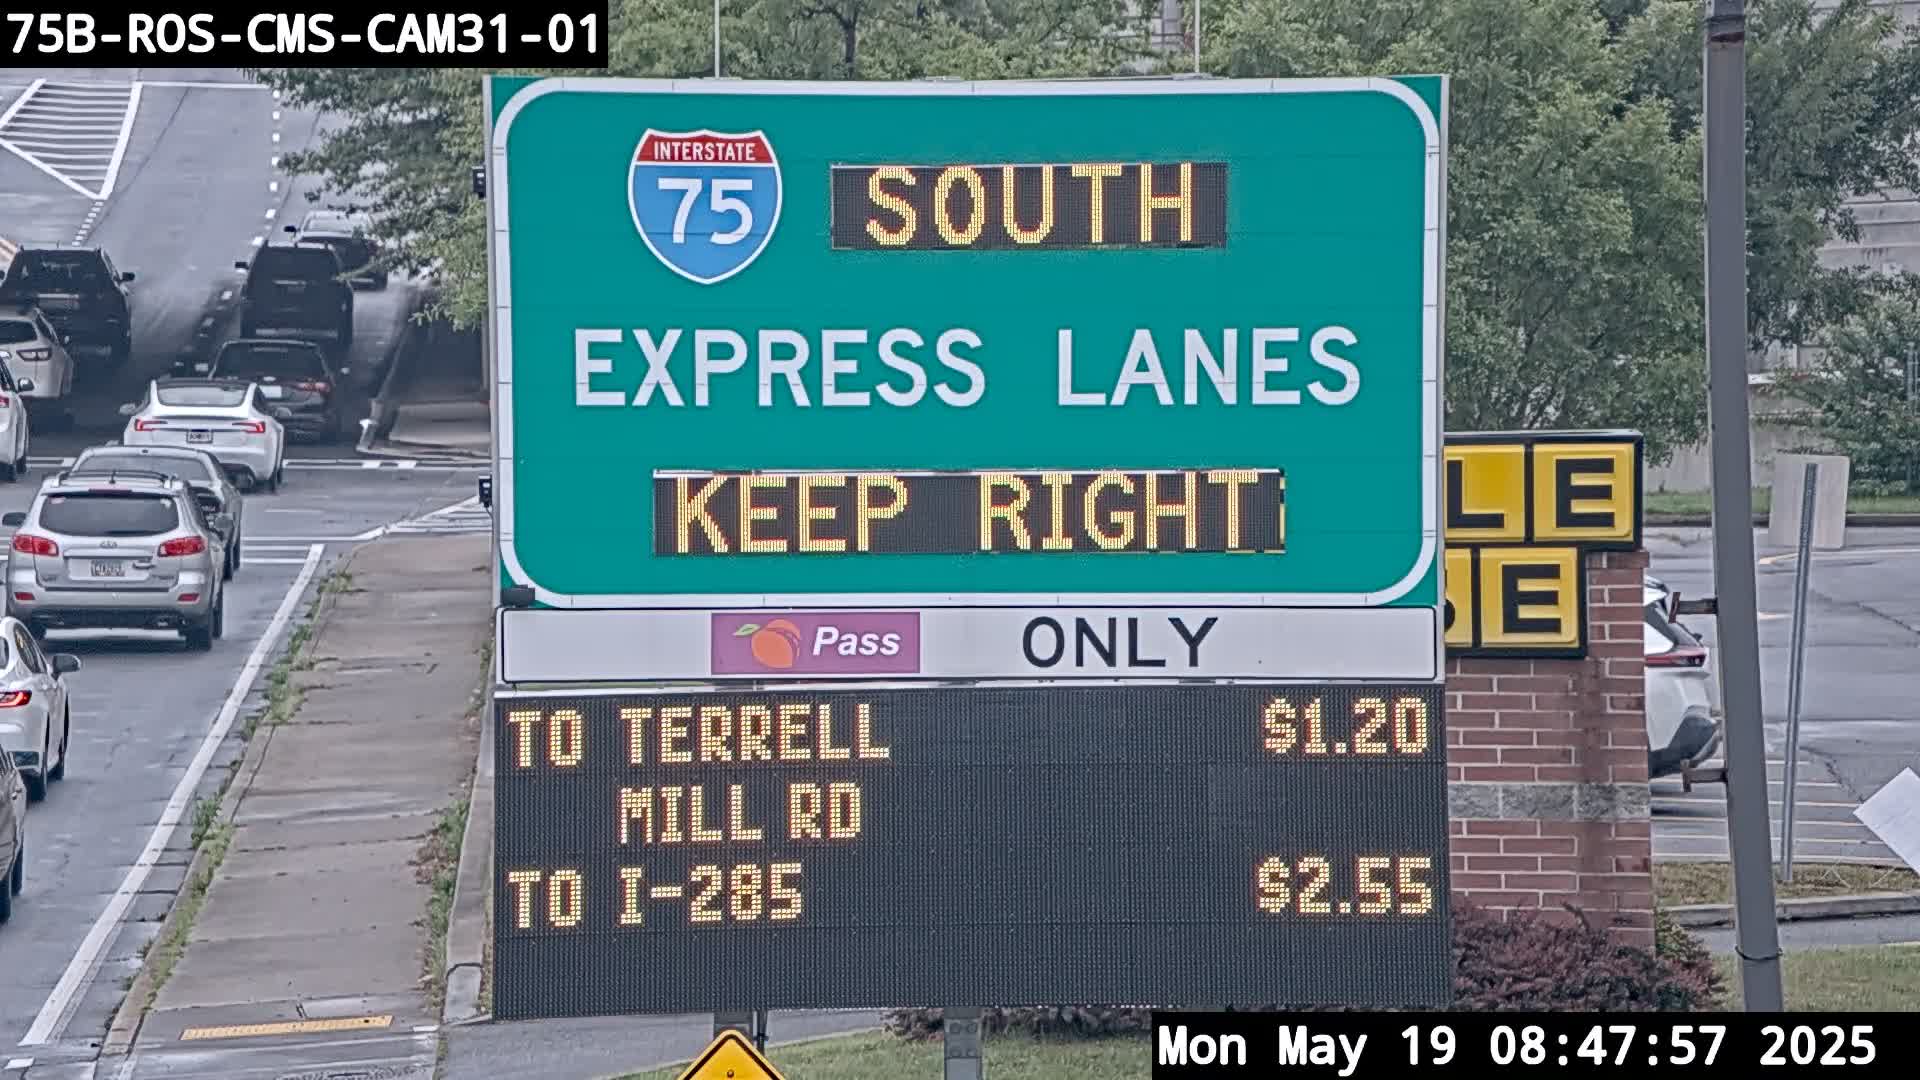 75B-ROS-CMS-CAM31-01
INTERSTATE
75
SOUTH
EXPRESS LANES
KEEP RIGHT
Pass ONLY
TO TERRELL $1.20
MILL RD
TO I-285 $2.55
LE
E
Mon May 19 08:47:57 2025